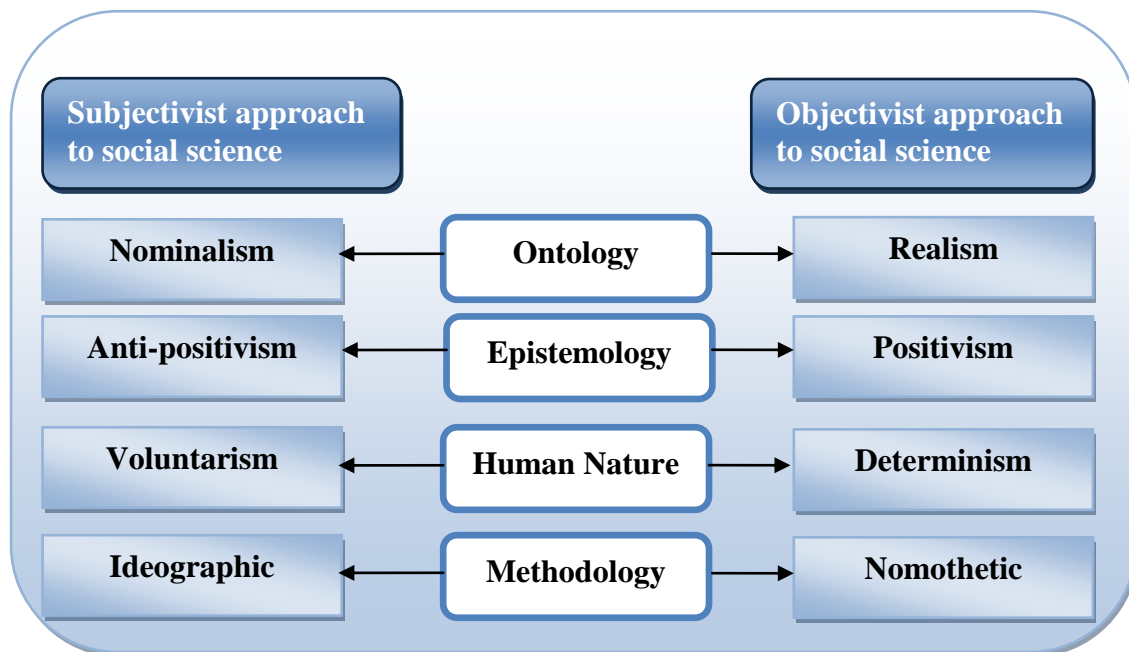 Subjectivist approach
to social science
Objectivist approach
to social science
Nominalism
Ontology
Realism
Anti-positivism
Epistemology
Positivism
Voluntarism
Human Nature
Determinism
Ideographic
Methodology
Nomothetic